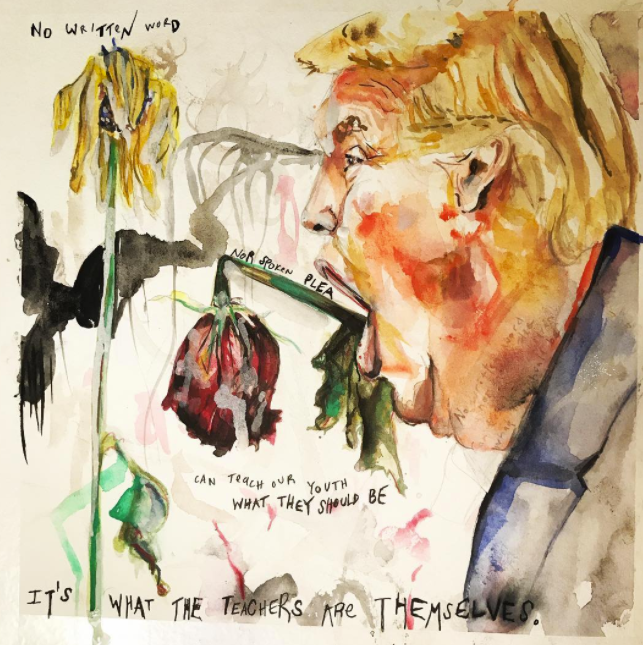 NO WRITTEN WORD
NOR SPOKEN PLEA
CAN TEACH OUR YOUTH
WHAT THEY SHOULD BE
IT'S WHAT THE TEACHERS ARE THEMSELVES.